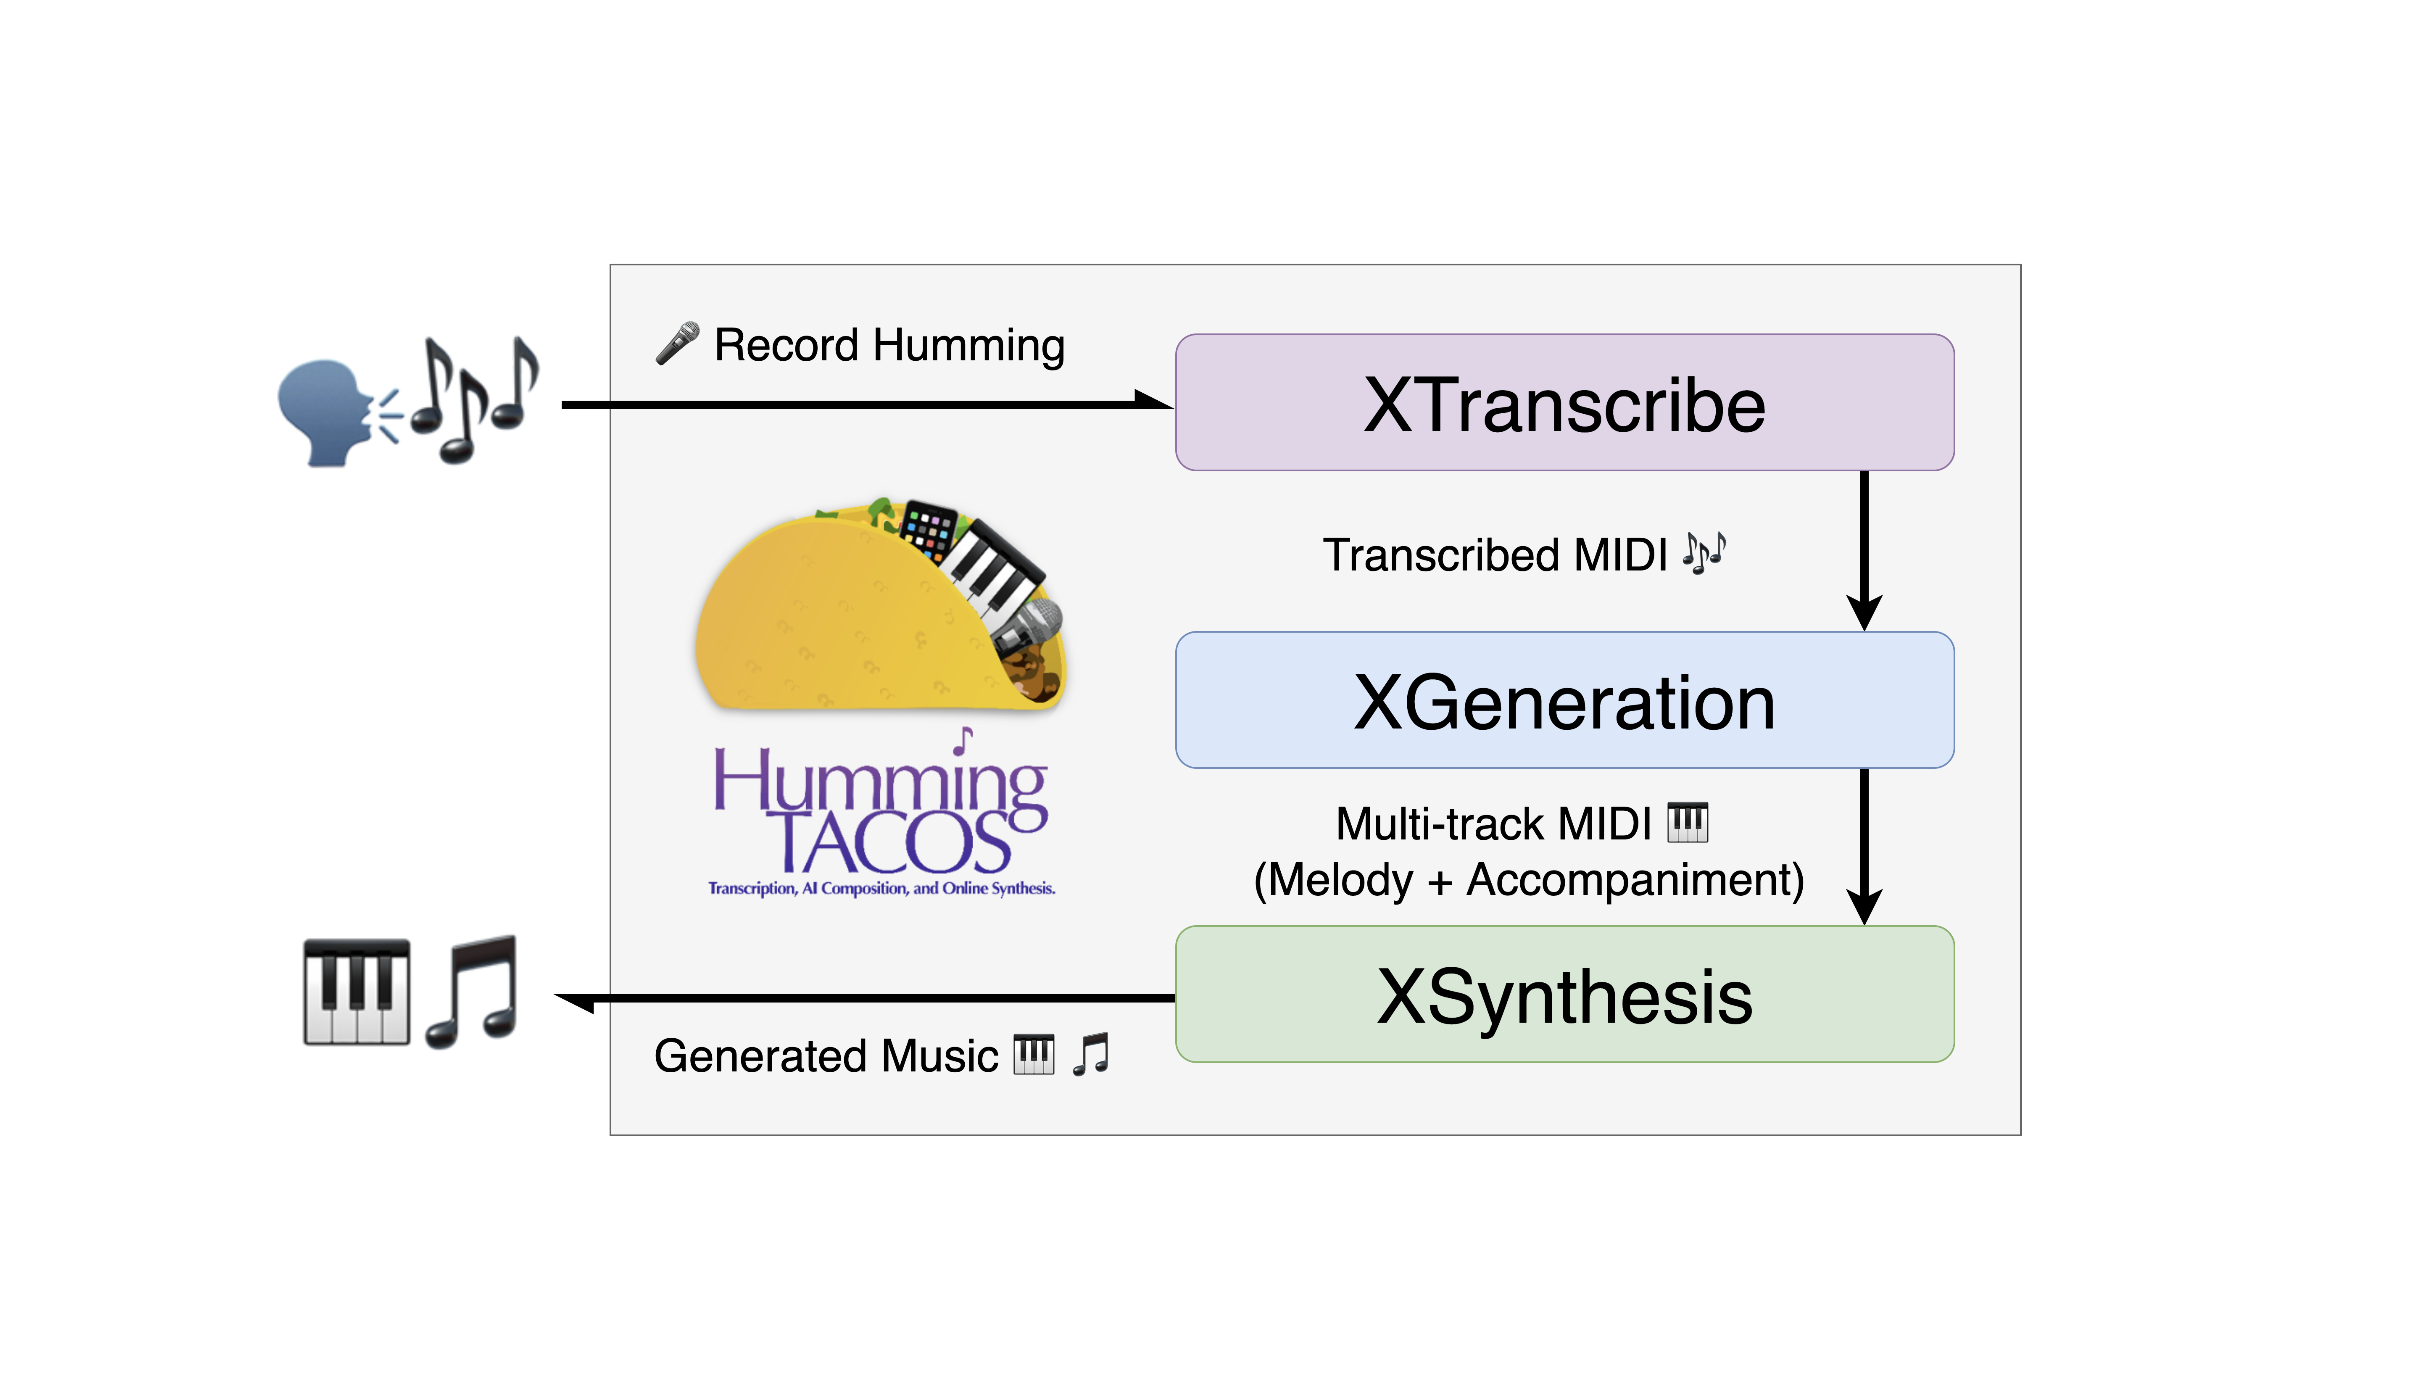 Record Humming
XTranscribe
Transcribed MIDI
XGeneration
Humming
TACOS
Transcription, AI Composition, and Online Synthesis.
Multi-track MIDI
(Melody + Accompaniment)
XSynthesis
Generated Music